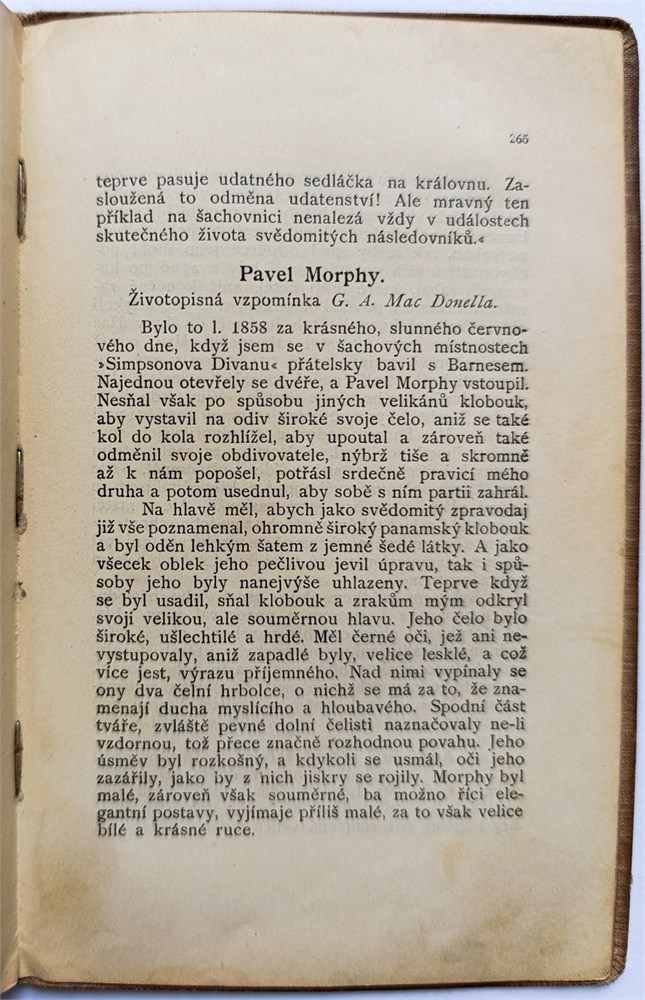 265
teprve pasuje udatného sedláčka na královnu. Za-
sloužená to odměna udatenství! Ale mravný ten
příklad na šachovnici nenalezá vždy v událostech
skutečného života svědomitých následovníků.«
Pavel Morphy.
Životopisná vzpomínka G. A. Mac Donella.
Bylo to l. 1858 za krásného, slunného červno-
vého dne, když jsem se v šachových místnostech
»Simpsonova Divanu« přátelsky bavil s Barnesem.
Najednou otevřely se dvéře, a Pavel Morphy vstoupil.
Nesňal však po spůsobu jiných velikánů klobouk,
aby vystavil na odiv široké svoje čelo, aniž se také
kol do kola rozhlížel, aby upoutal a zároveň také
odměnil svoje obdivovatele, nýbrž tiše a skromně
až k nám popošel, potřásl srdečně pravicí mého
druha a potom usednul, aby sobě s ním partii zahrál.
Na hlavě měl, abych jako svědomitý zpravodaj
již vše poznamenal, ohromně široký panamský klobouk
a byl oděn lehkým šatem z jemné šedé látky. A jako
všecek oblek jeho pečlivou jevil úpravu, tak i spů-
soby jeho byly nanejvýše uhlazeny. Teprve když
se byl usadil, sňal klobouk a zrakům mým odkryl
svoji velikou, ale souměrnou hlavu. Jeho čelo bylo
široké, ušlechtilé a hrdé. Měl černé oči, jež ani ne-
vystupovaly, aniž zapadlé byly, velice lesklé, a což
více jest, výrazu příjemného. Nad nimi vypínaly se
ony dva čelní hrbolce, o nichž se má za to, že zna-
menají ducha myslícího a hloubavého. Spodní část
tváře, zvláště pevné dolní čelisti naznačovaly ne-li
vzdornou, tož přece značně rozhodnou povahu. Jeho
úsměv byl rozkošný, a kdykoli se usmál, oči jeho
zazářily, jako by z nich jiskry se rojily. Morphy byl
malé, zároveň však souměrné, ba možno říci ele-
gantní postavy, vyjímaje příliš malé, za to však velice
bílé a krásné ruce.